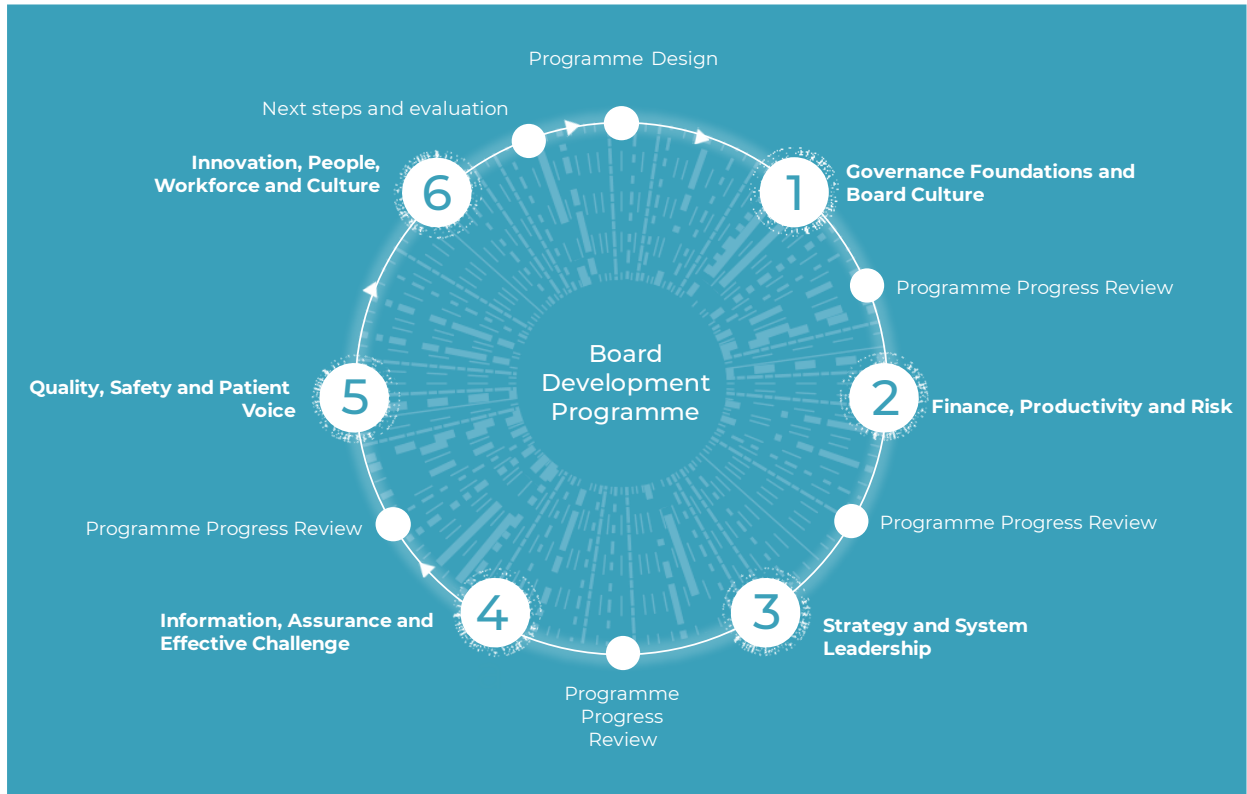 Programme Design
Next steps and evaluation
Innovation, People,
Workforce and Culture
6
1
Governance Foundations and
Board Culture
Programme Progress Review
Board
Development
Programme
Quality, Safety and Patient
Voice
5
2
Finance, Productivity and Risk
Programme Progress Review
Programme Progress Review
Information, Assurance and
Effective Challenge
4
3
Strategy and System
Leadership
Programme
Progress
Review